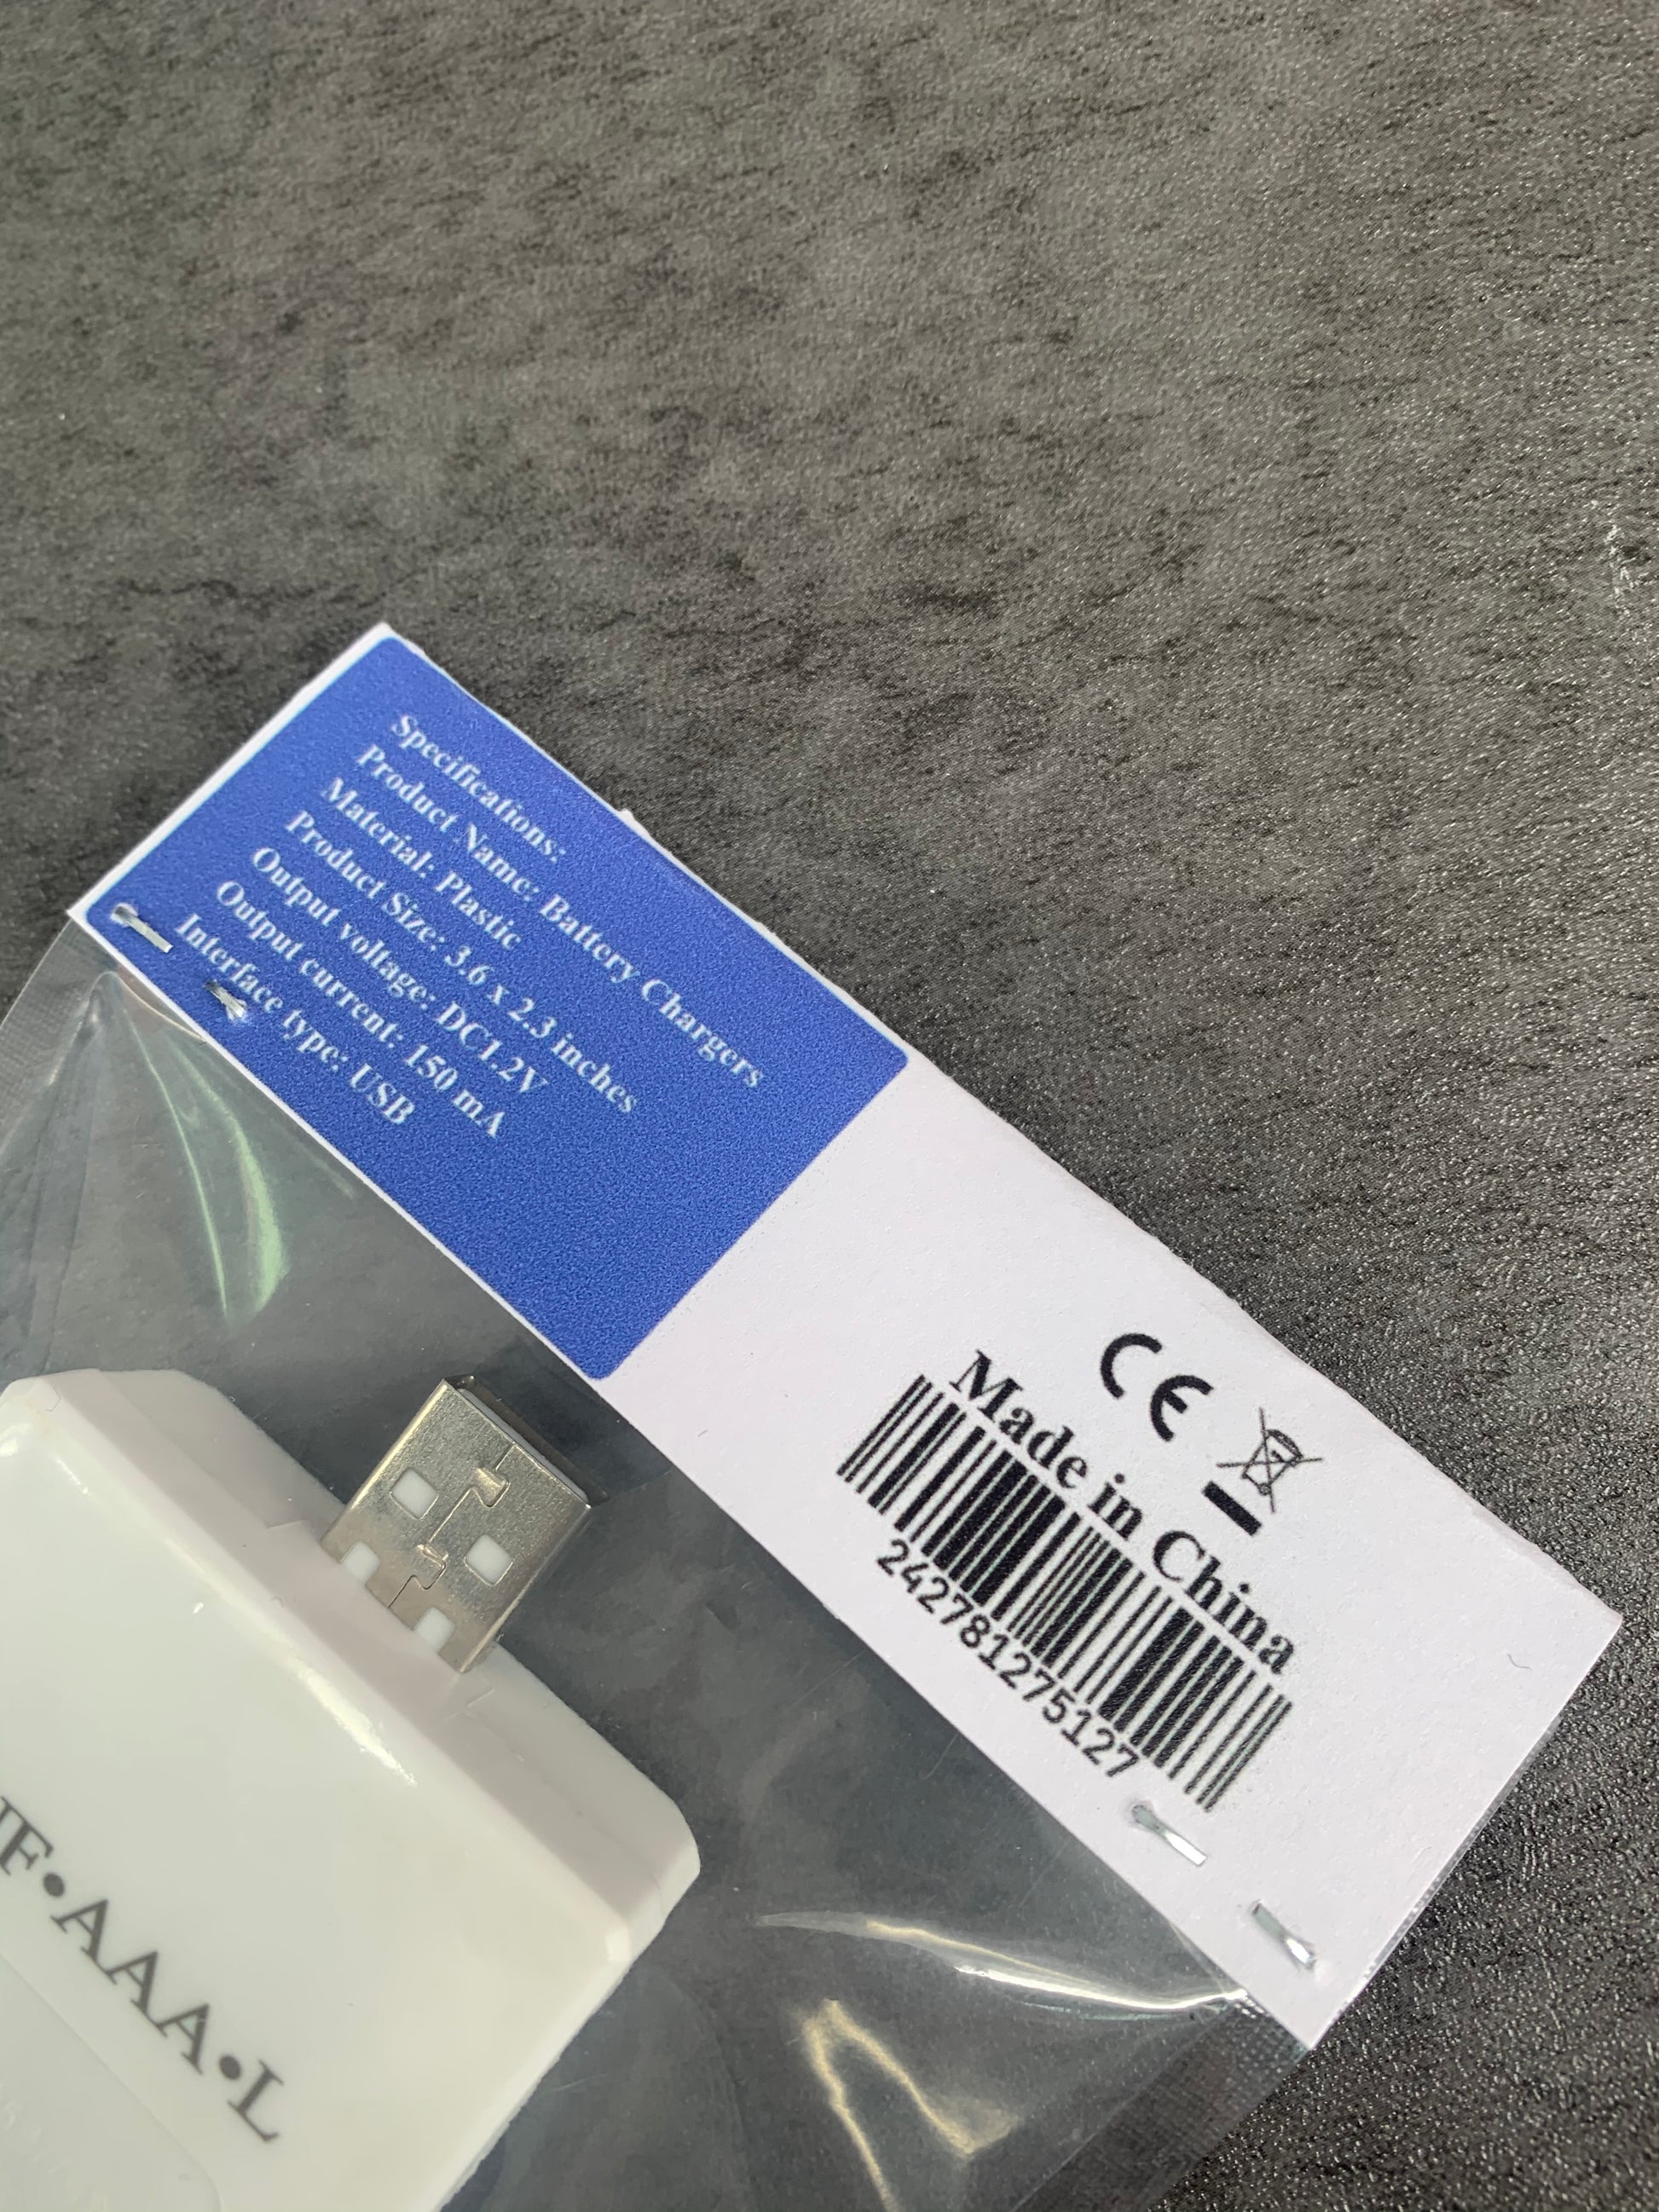 Specifications:
Product Name: Battery Chargers
Material: Plastic
Product Size: 3.6 x 2.3 inches
Output voltage: DC1.2V
Output current: 150 mA
Interface type: USB
CE
Made in China
242781275127
F•AAA•L